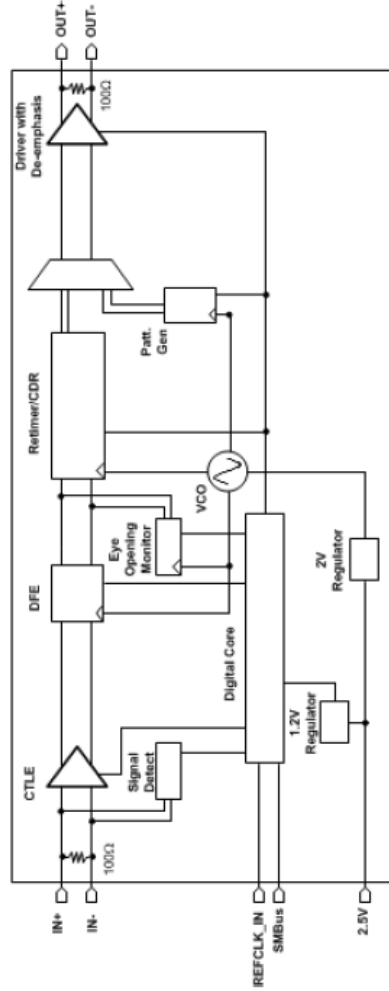 OUT+
OUT-
Driver with
De-emphasis
100Ω
Retimer/CDR
Patt.
Gen
VCO
DFE
Eye
Opening
Monitor
Digital Core
2V
Regulator
CTLE
Signal
Detect
1.2V
Regulator
100Ω
IN+
IN-
REFCLK_IN
SMBus
2.5V